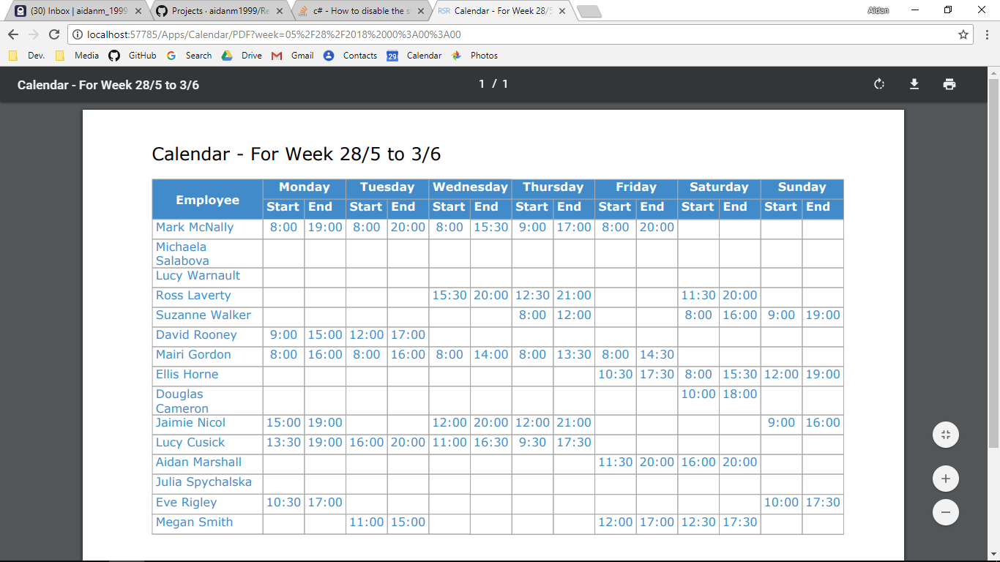 (30) Inbox | aidanm_1999
Projects · aidanm1999/Re
c# - How to disable the s
RSR Calendar - For Week 28/5
Aidan
localhost:57785/Apps/Calendar/PDF?week=05%2F28%2F2018%2000%3A00%3A00
Dev. Media GitHub Search Drive Gmail Contacts 29 Calendar Photos
Calendar - For Week 28/5 to 3/6 1 / 1
Calendar - For Week 28/5 to 3/6
Employee Monday Tuesday Wednesday Thursday Friday Saturday Sunday
Start End Start End Start End Start End Start End Start End Start End
Mark McNally 8:00 19:00 8:00 20:00 8:00 15:30 9:00 17:00 8:00 20:00
Michaela
Salabova
Lucy Warnault
Ross Laverty 15:30 20:00 12:30 21:00 11:30 20:00
Suzanne Walker 8:00 12:00 8:00 16:00 9:00 19:00
David Rooney 9:00 15:00 12:00 17:00
Mairi Gordon 8:00 16:00 8:00 16:00 8:00 14:00 8:00 13:30 8:00 14:30
Ellis Horne 10:30 17:30 8:00 15:30 12:00 19:00
Douglas 10:00 18:00
Cameron
Jaimie Nicol 15:00 19:00 12:00 20:00 12:00 21:00 9:00 16:00
Lucy Cusick 13:30 19:00 16:00 20:00 11:00 16:30 9:30 17:30
Aidan Marshall 11:30 20:00 16:00 20:00
Julia Spychalska
Eve Rigley 10:30 17:00 10:00 17:30
Megan Smith 11:00 15:00 12:00 17:00 12:30 17:30